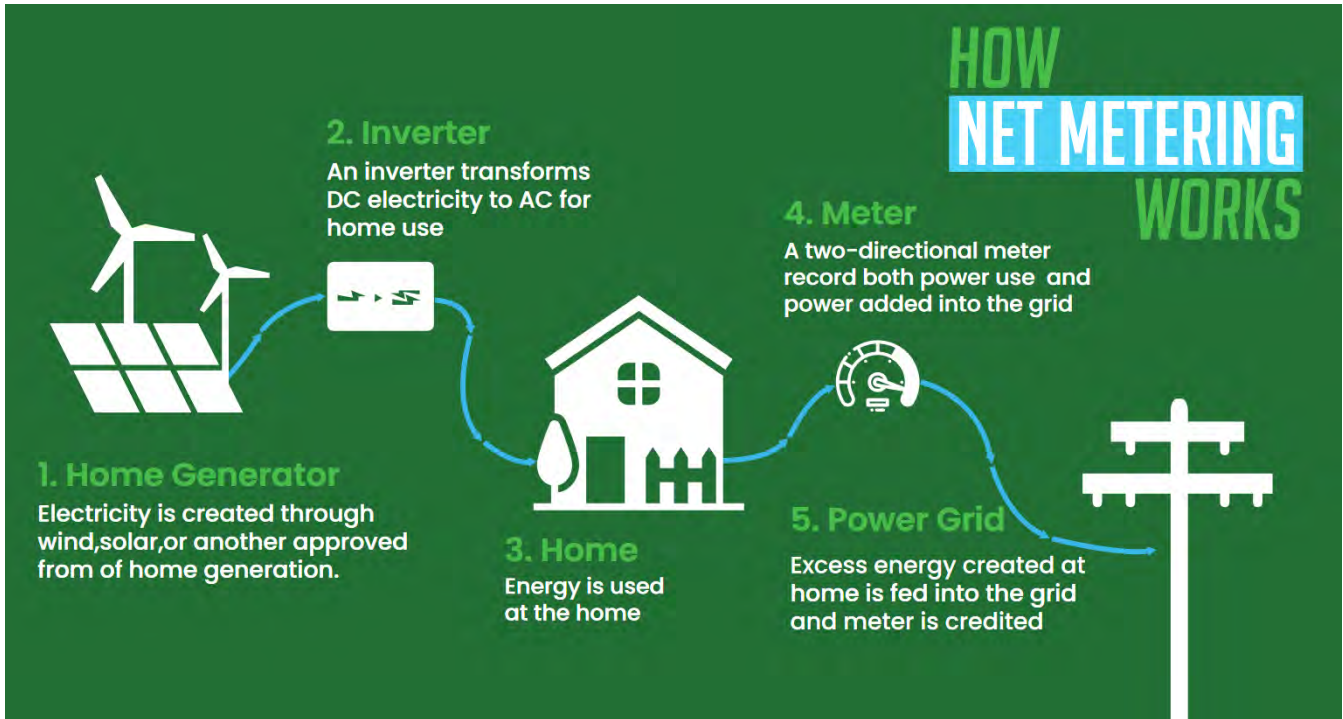 HOW
NET METERING
WORKS
1. Home Generator
Electricity is created through
wind,solar,or another approved
from of home generation.
2. Inverter
An inverter transforms
DC electricity to AC for
home use
3. Home
Energy is used
at the home
4. Meter
A two-directional meter
record both power use and
power added into the grid
5. Power Grid
Excess energy created at
home is fed into the grid
and meter is credited